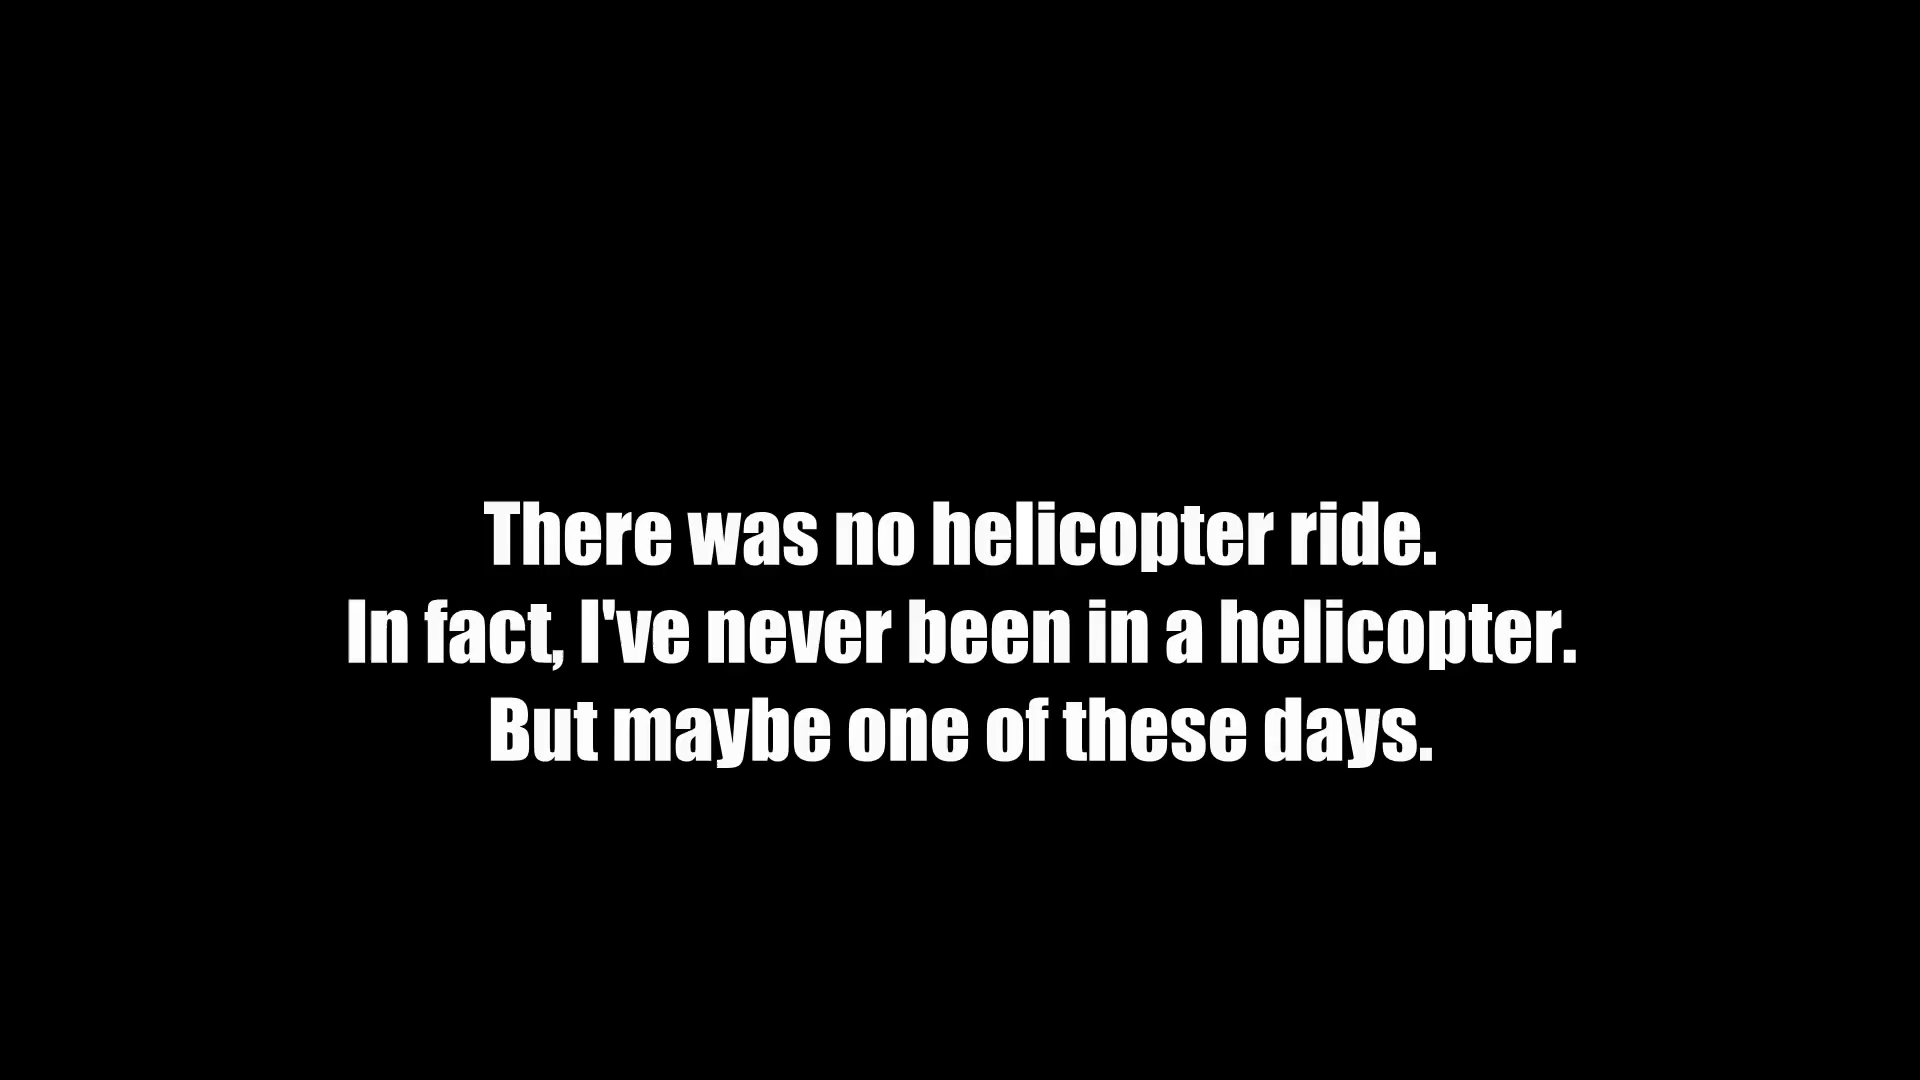 There was no helicopter ride.
In fact, I've never been in a helicopter.
But maybe one of these days.